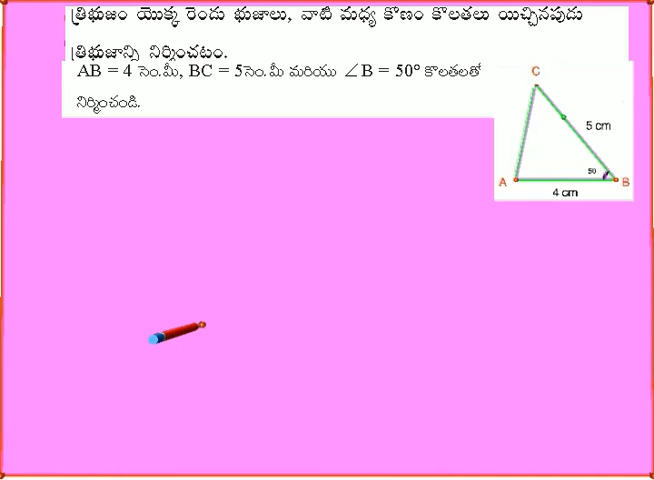 త్రిభుజం యొక్క రెండు భుజాలు, వాటి మధ్య కోణం కొలతలు యిచ్చినపుడు
త్రిభుజాన్ని నిర్మించటం.
AB = 4 సెం.మీ, BC = 5సెం.మీ మరియు ∠B = 50° కొలతలతో
నిర్మించండి.
C
5 cm
50
A
B
4 cm